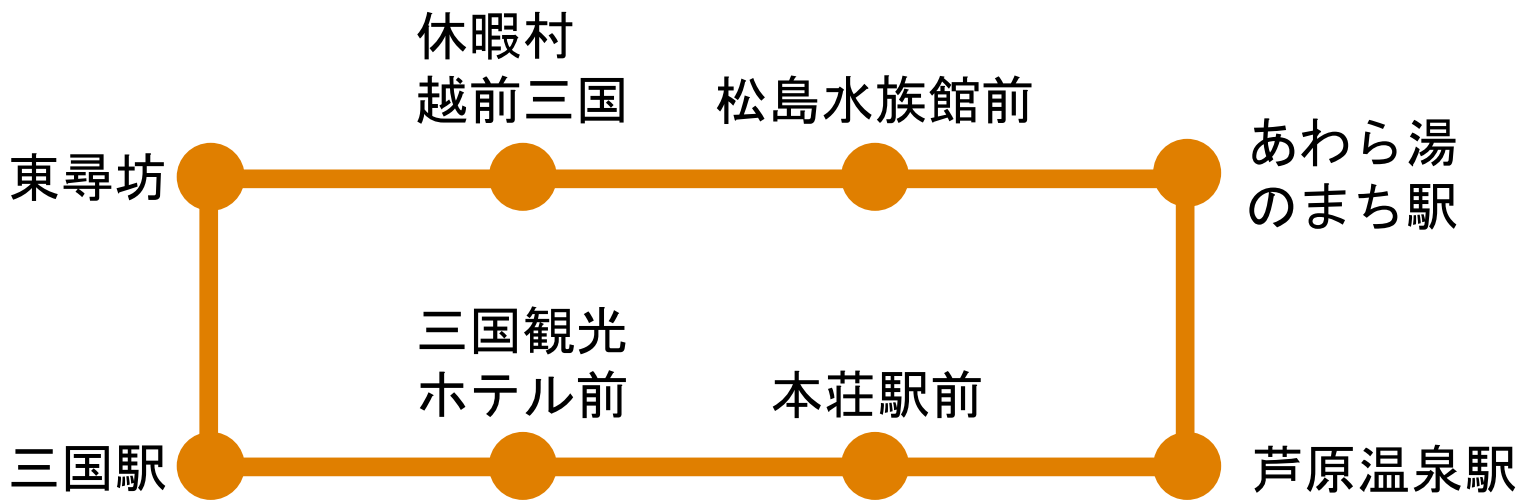 休暇村
越前三国
松島水族館前
あわら湯
のまち駅
東尋坊
三国観光
ホテル前
本荘駅前
三国駅
芦原温泉駅